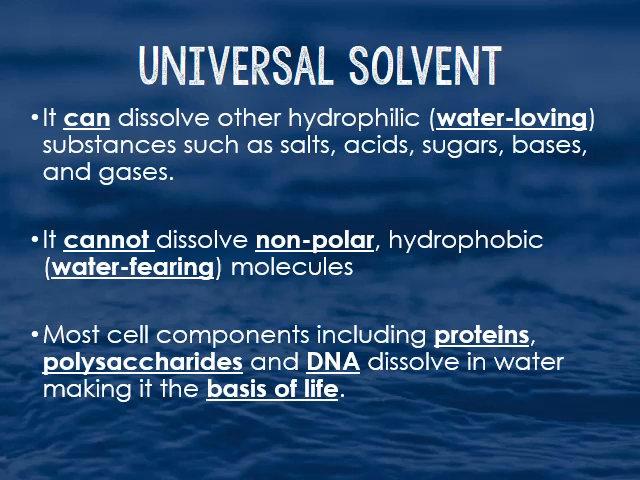 UNIVERSAL SOLVENT
•It can dissolve other hydrophilic (water-loving)
substances such as salts, acids, sugars, bases,
and gases.
•It cannot dissolve non-polar, hydrophobic
(water-fearing) molecules
•Most cell components including proteins,
polysaccharides and DNA dissolve in water
making it the basis of life.